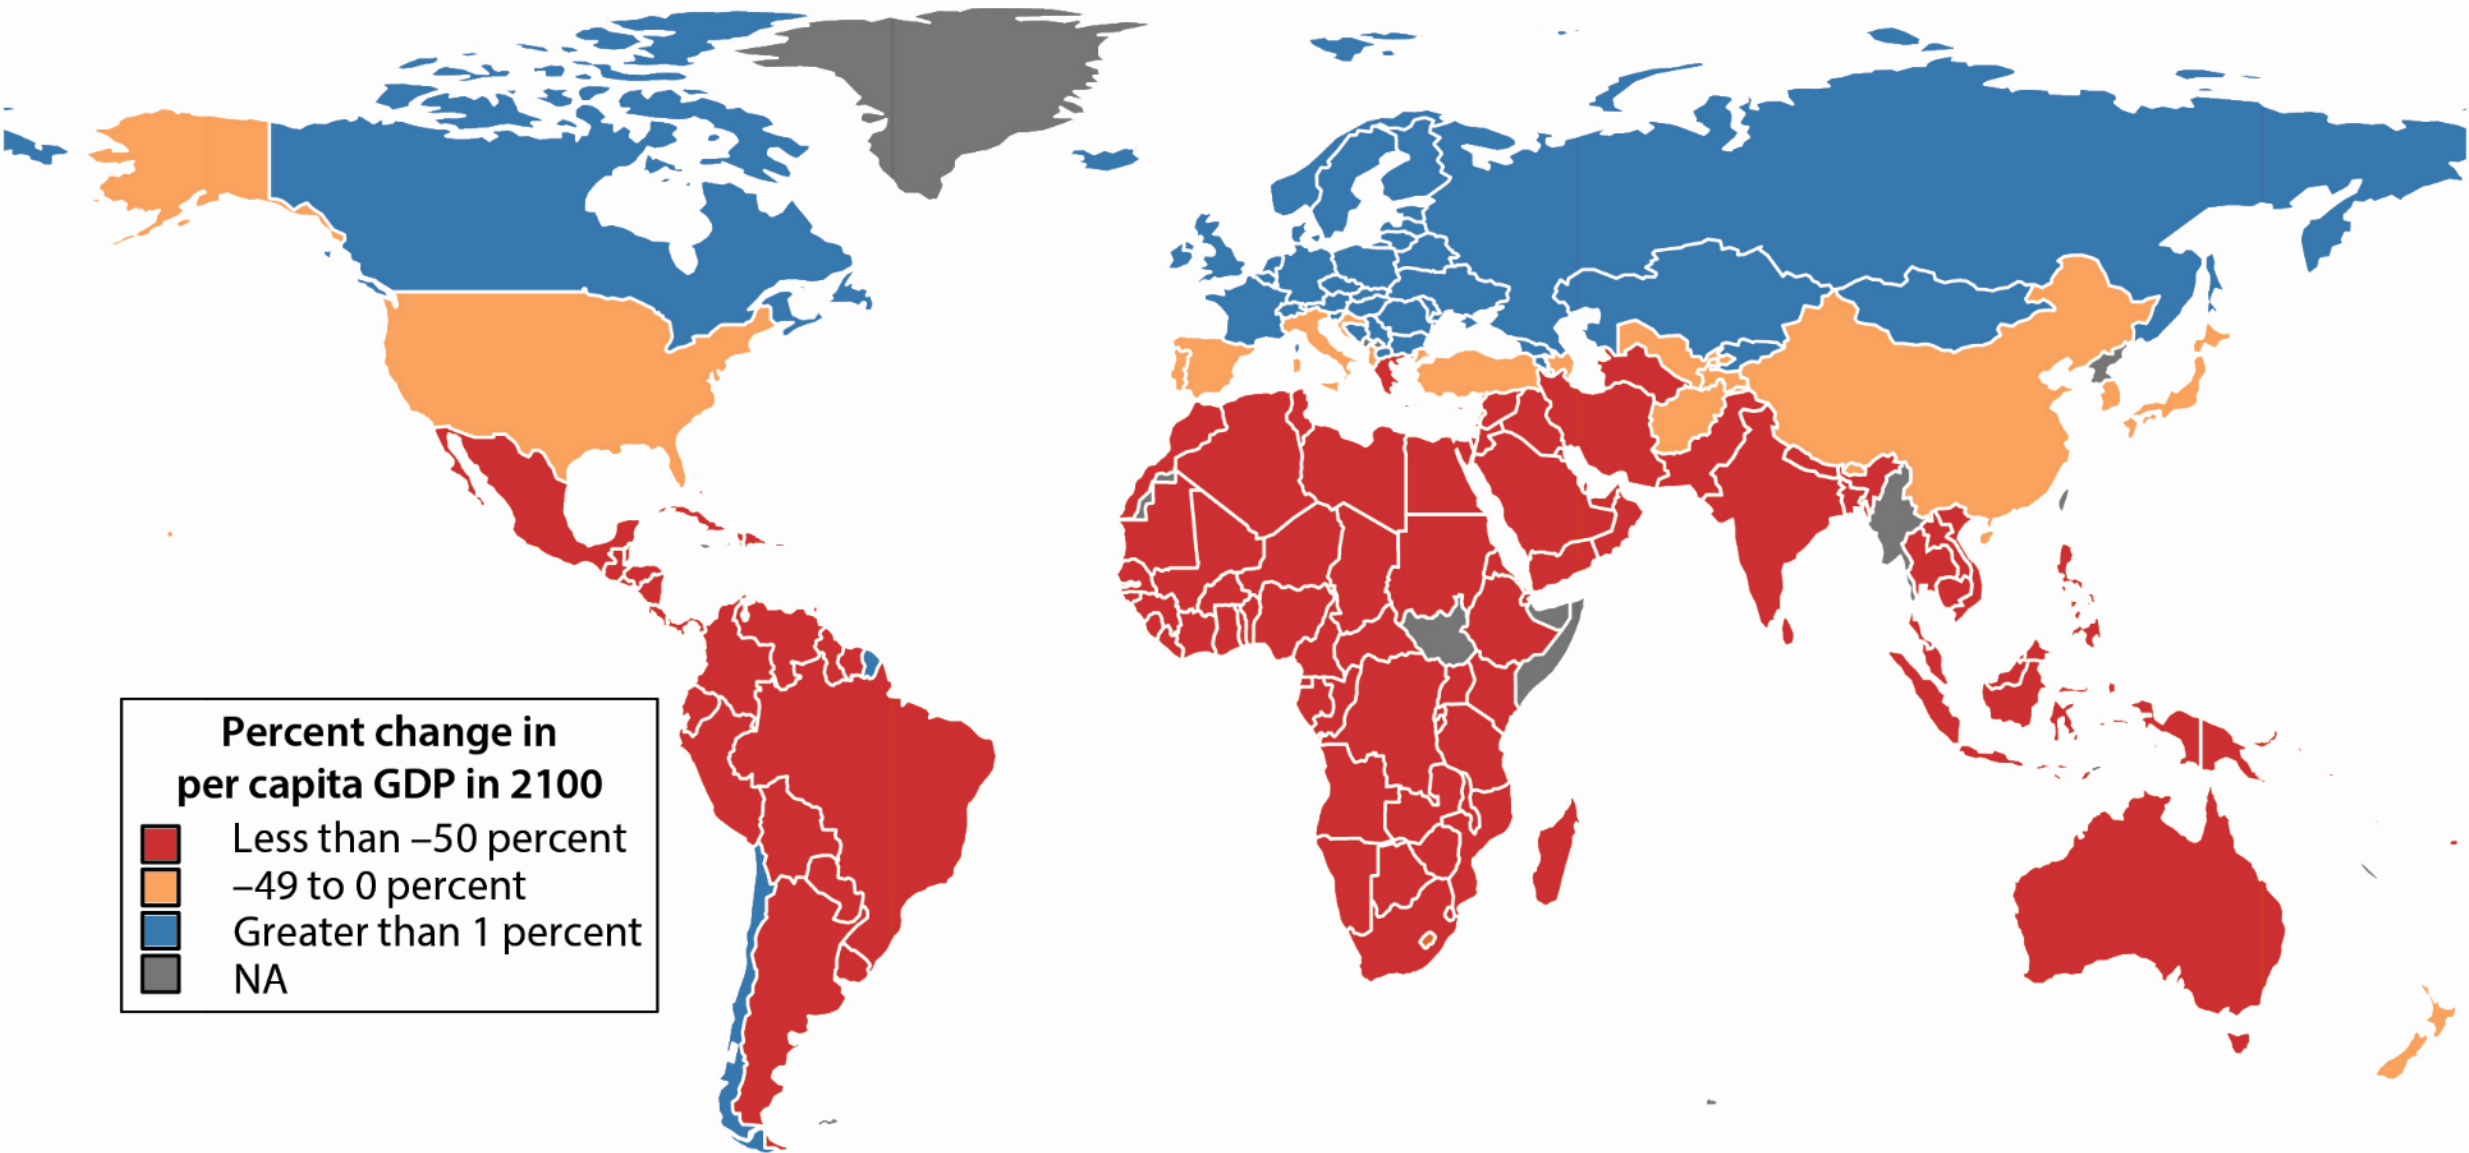 Percent change in
per capita GDP in 2100
Less than –50 percent
–49 to 0 percent
Greater than 1 percent
NA